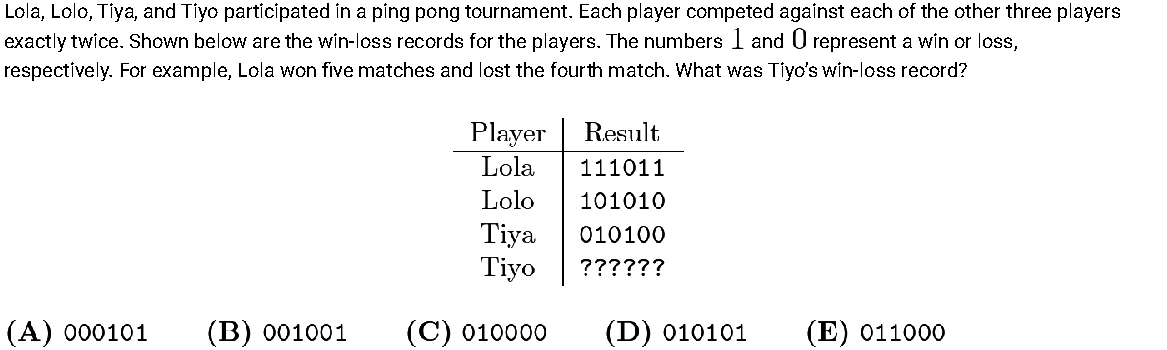 Lola, Lolo, Tiya, and Tiyo participated in a ping pong tournament. Each player competed against each of the other three players
exactly twice. Shown below are the win-loss records for the players. The numbers 1 and 0 represent a win or loss,
respectively. For example, Lola won five matches and lost the fourth match. What was Tiyo's win-loss record?
Player Result
Lola 111011
Lolo 101010
Tiya 010100
Tiyo ??????
(A) 000101 (B) 001001 (C) 010000 (D) 010101 (E) 011000